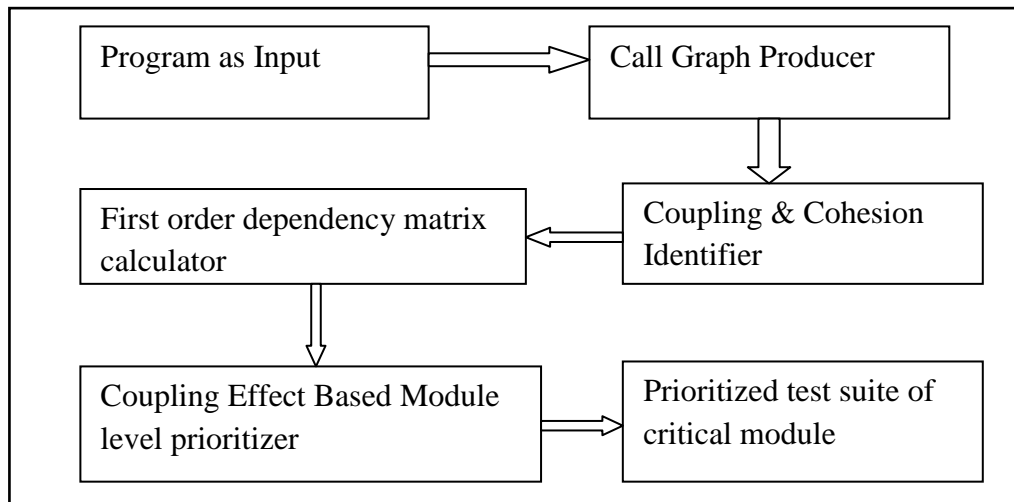 Program as Input
Call Graph Producer
Coupling & Cohesion
Identifier
First order dependency matrix
calculator
Coupling Effect Based Module
level prioritizer
Prioritized test suite of
critical module